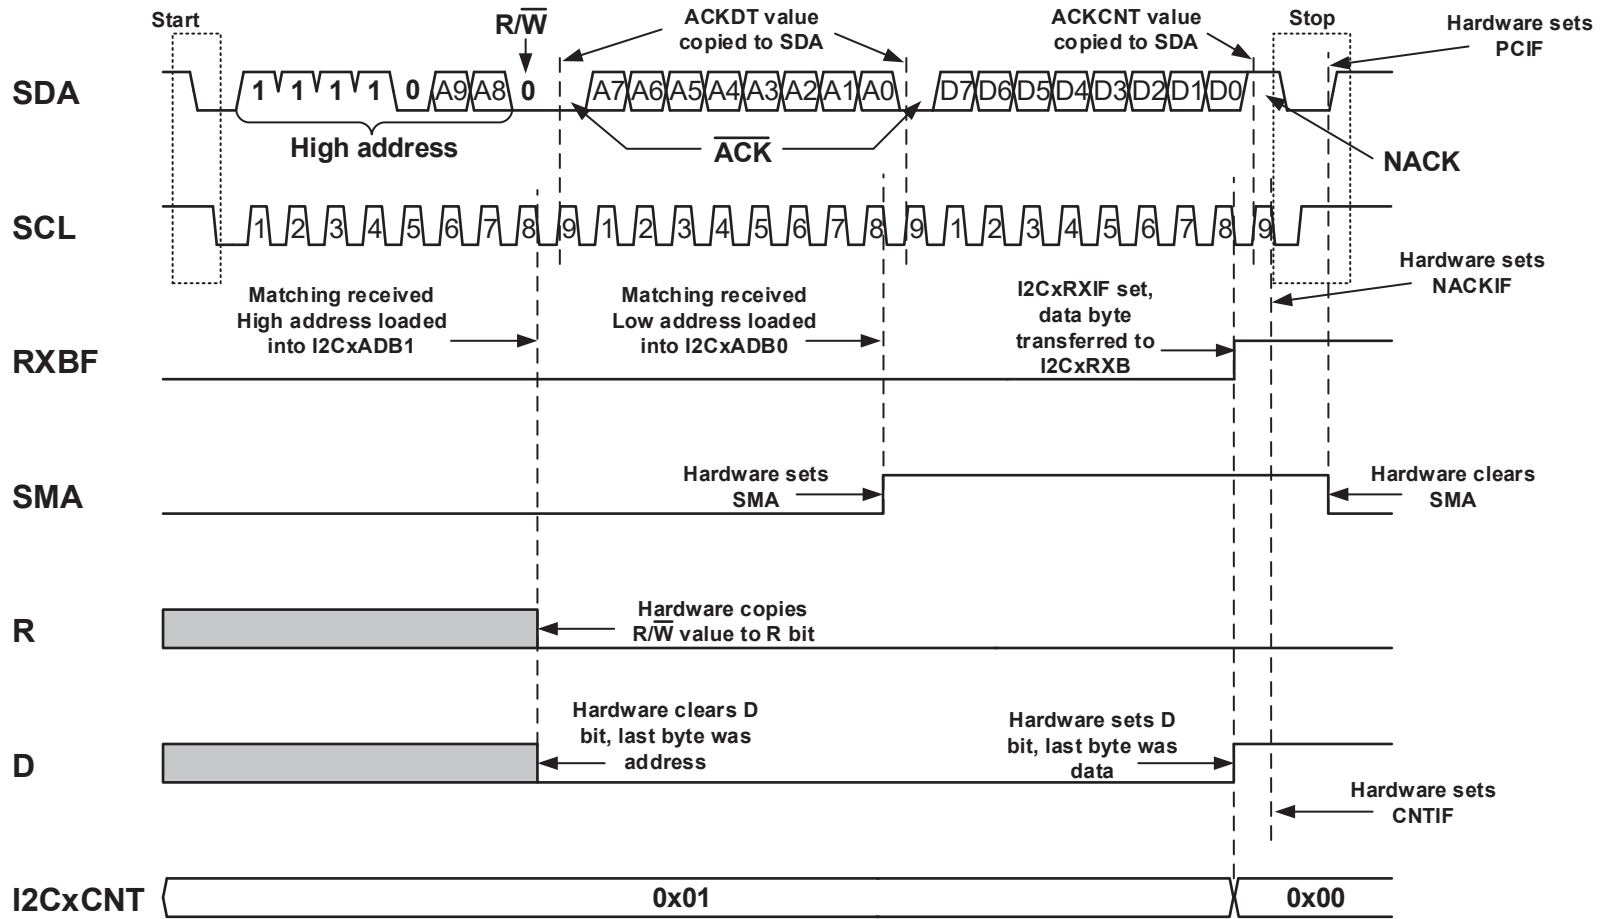 Start
R/W
ACKDT value
copied to SDA
ACKCNT value
copied to SDA
Stop
Hardware sets
PCIF
SDA
1 1 1 1 0 A9 A8 0 A7 A6 A5 A4 A3 A2 A1 A0 D7 D6 D5 D4 D3 D2 D1 D0
High address
ACK
NACK
SCL
1 2 3 4 5 6 7 8 9 1 2 3 4 5 6 7 8 9 1 2 3 4 5 6 7 8 9
Hardware sets
NACKIF
Matching received
High address loaded
into I2CxADB1
Matching received
Low address loaded
into I2CxADB0
I2CxRXIF set,
data byte
transferred to
I2CxRXB
RXBF
Hardware sets
SMA
SMA
Hardware clears
SMA
R
Hardware copies
R/W value to R bit
D
Hardware clears D
bit, last byte was
address
Hardware sets D
bit, last byte was
data
Hardware sets
CNTIF
I2CxCNT
0x01
0x00